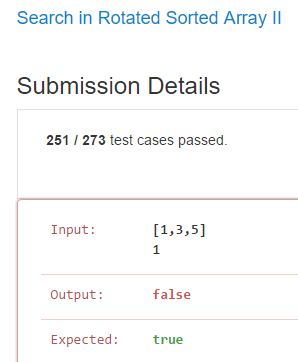 Search in Rotated Sorted Array II
Submission Details
251 / 273 test cases passed.
Input: [1,3,5]
1
Output: false
Expected: true